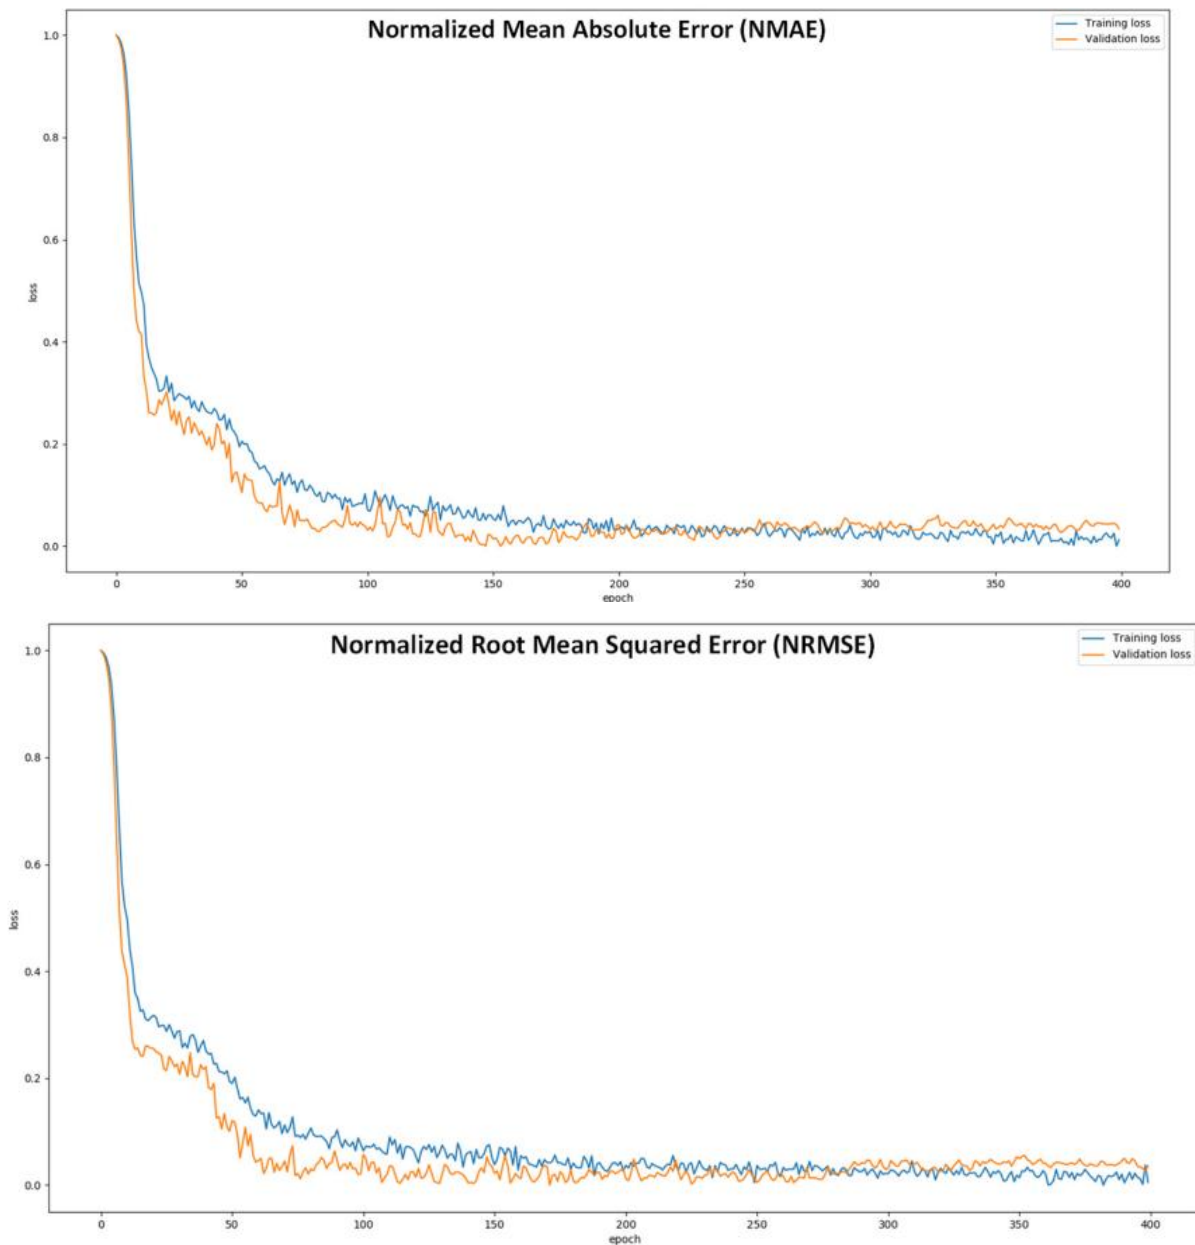 Normalized Mean Absolute Error (NMAE)
Training loss
Validation loss
1.0
0.8
0.6
0.4
0.2
0.0
loss
0 50 100 150 200 250 300 350 400
epoch
Normalized Root Mean Squared Error (NRMSE)
Training loss
Validation loss
1.0
0.8
0.6
0.4
0.2
0.0
loss
0 50 100 150 200 250 300 350 400
epoch